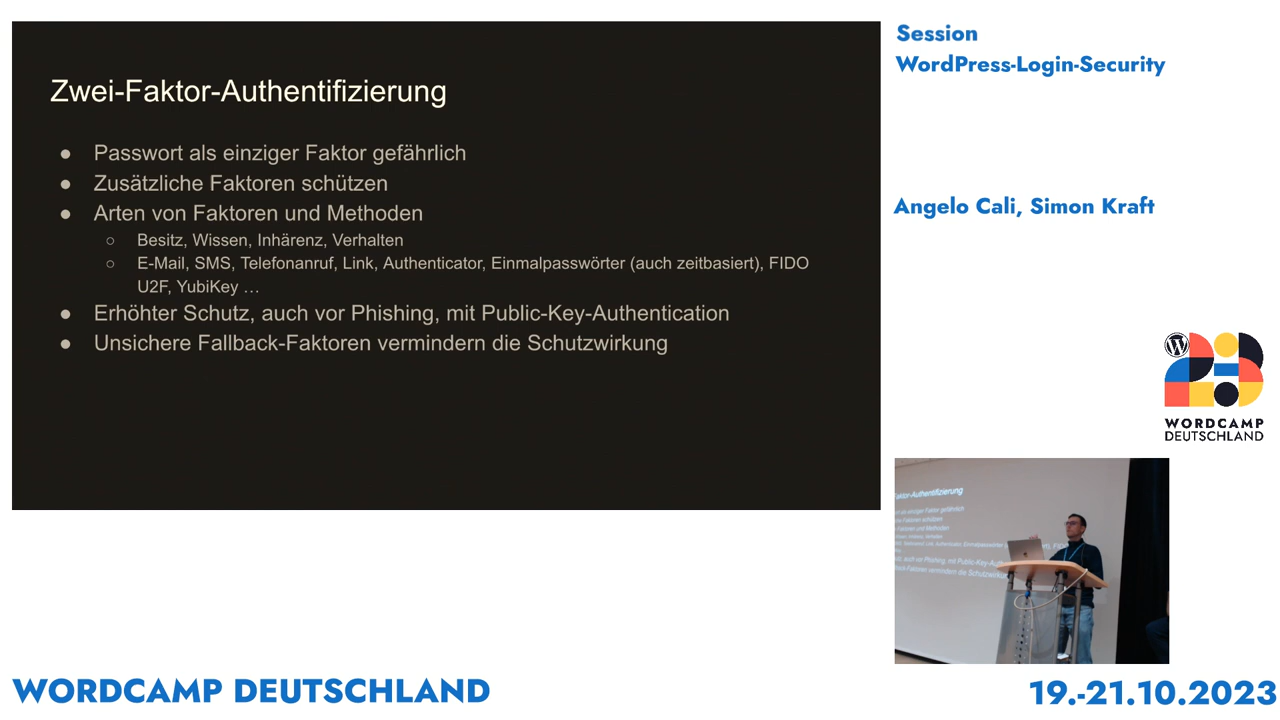 Zwei-Faktor-Authentifizierung
● Passwort als einziger Faktor gefährlich
● Zusätzliche Faktoren schützen
● Arten von Faktoren und Methoden
○ Besitz, Wissen, Inhärenz, Verhalten
○ E-Mail, SMS, Telefonanruf, Link, Authenticator, Einmalpasswörter (auch zeitbasiert), FIDO
U2F, YubiKey …
● Erhöhter Schutz, auch vor Phishing, mit Public-Key-Authentication
● Unsichere Fallback-Faktoren vermindern die Schutzwirkung
Session
WordPress-Login-Security
Angelo Cali, Simon Kraft
WORDCAMP
DEUTSCHLAND
WORDCAMP DEUTSCHLAND
19.-21.10.2023